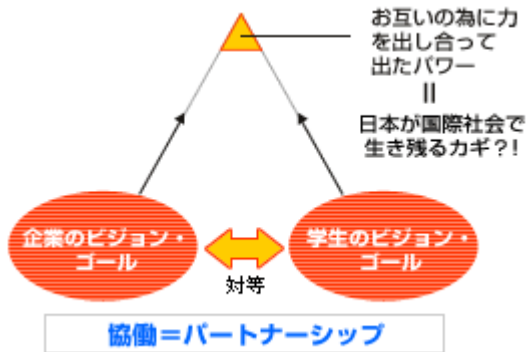 お互いの為に力
を出し合って
出たパワー
||
日本が国際社会で
生き残るカギ?!
企業のビジョン・
ゴール
学生のビジョン・
ゴール
対等
協働=パートナーシップ